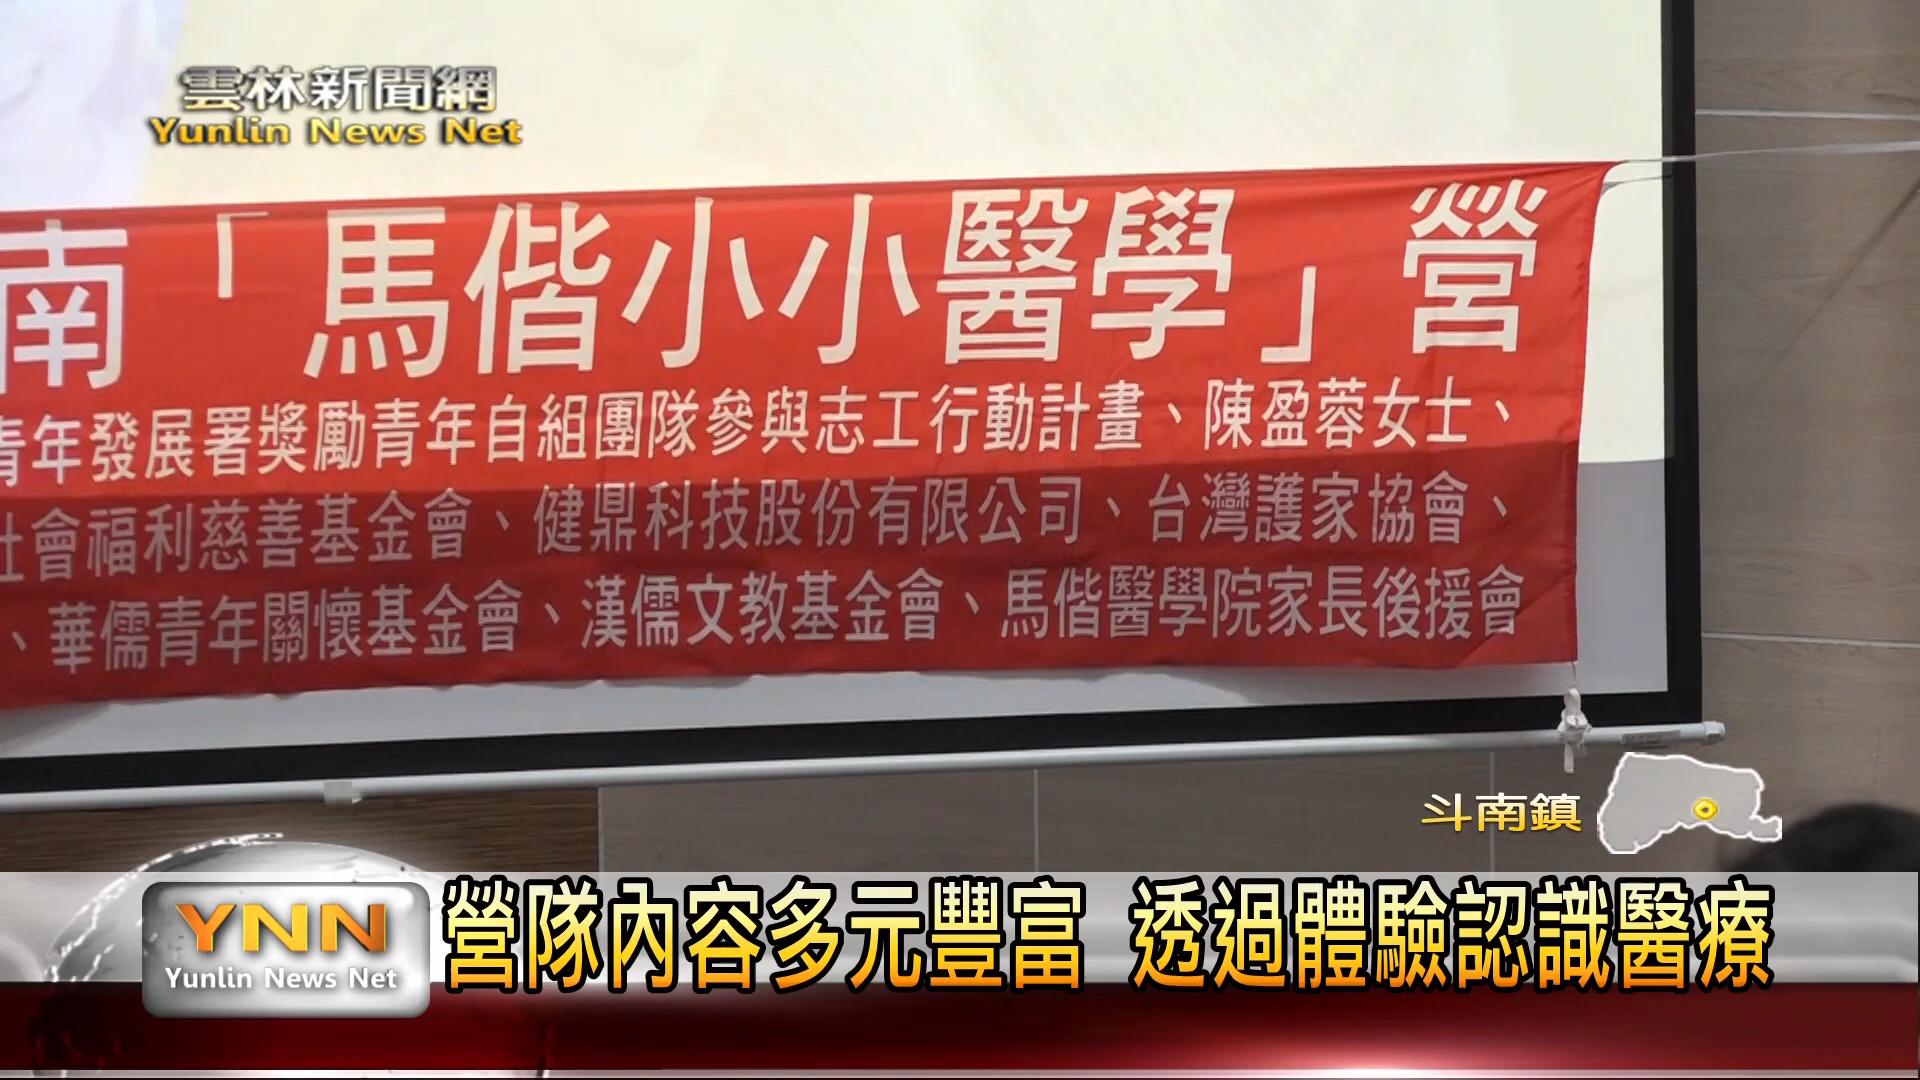 雲林新聞網
Yunlin News Net
南「馬偕小小醫學」營
青年發展署獎勵青年自組團隊參與志工行動計畫、陳盈蓉女士、
社會福利慈善基金會、健鼎科技股份有限公司、台灣護家協會、
、華儒青年關懷基金會、漢儒文教基金會、馬偕醫學院家長後援會
斗南鎮
YNN
Yunlin News Net
營隊內容多元豐富 透過體驗認識醫療